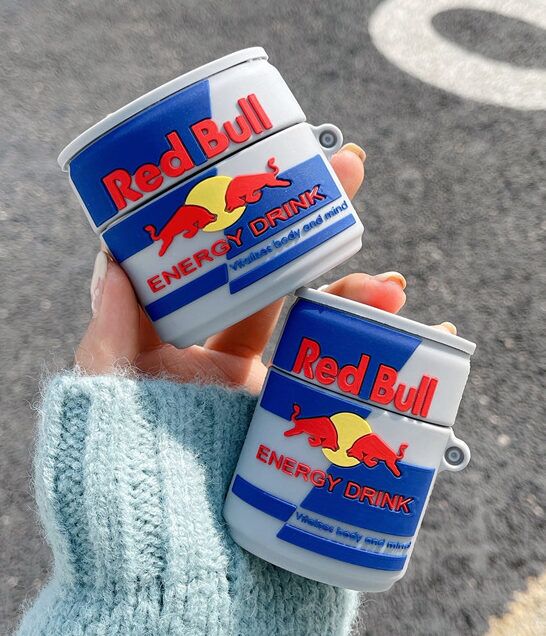 Red Bull
ENERGY DRINK
Vitalizes body and mind
Red Bull
ENERGY DRINK
Vitalizes body and mind